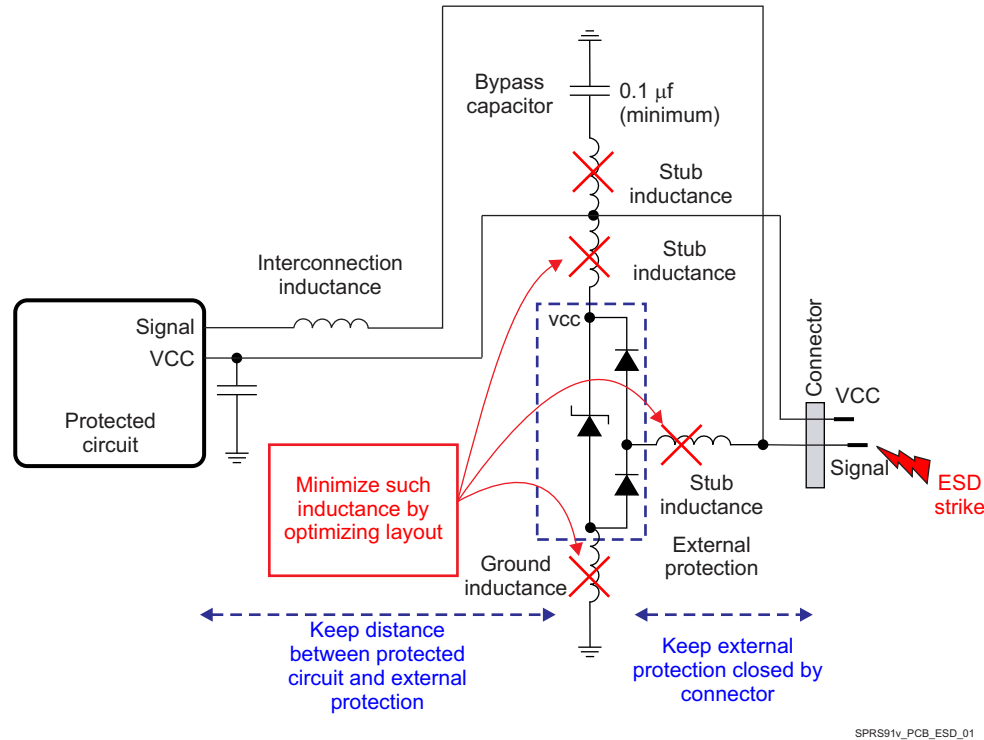 Bypass
capacitor
0.1 μf
(minimum)
Stub
inductance
Stub
inductance
Interconnection
inductance
Signal
VCC
Protected
circuit
vcc
Connector
VCC
Signal
ESD
strike
Minimize such
inductance by
optimizing layout
Stub
inductance
External
protection
Ground
inductance
Keep distance
between protected
circuit and external
protection
Keep external
protection closed by
connector
SPRS91v_PCB_ESD_01